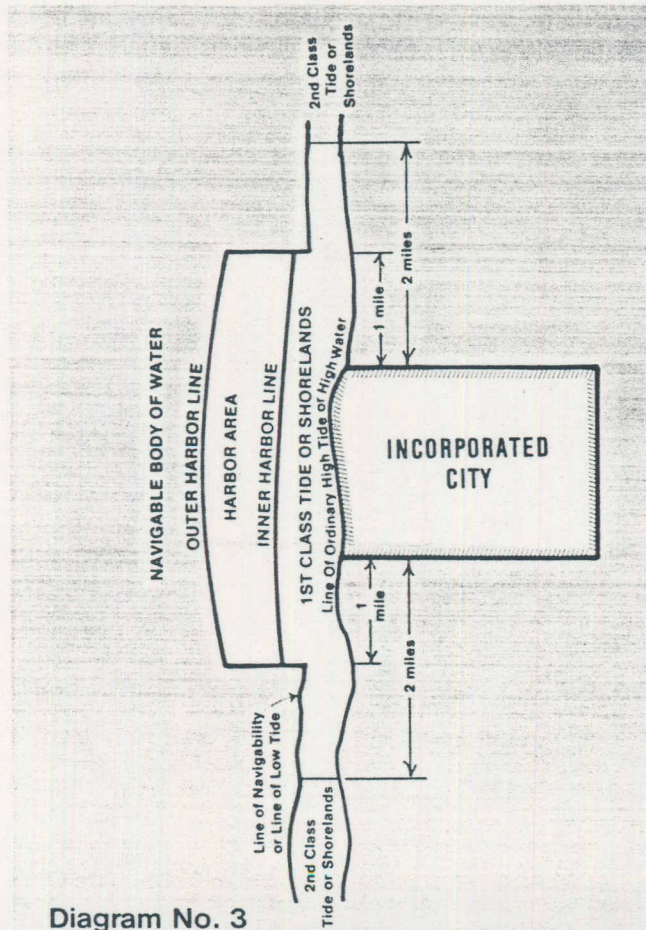 NAVIGABLE BODY OF WATER
OUTER HARBOR LINE
HARBOR AREA
INNER HARBOR LINE
1ST CLASS TIDE OR SHORELANDS
Line Of Ordinary High Tide or High Water
Line of Navigability
or Line of Low Tide
2nd Class
Tide or Shorelands
2nd Class
Tide or
Shorelands
1
mile
2 miles
1 mile
2 miles
INCORPORATED
CITY
Diagram No. 3